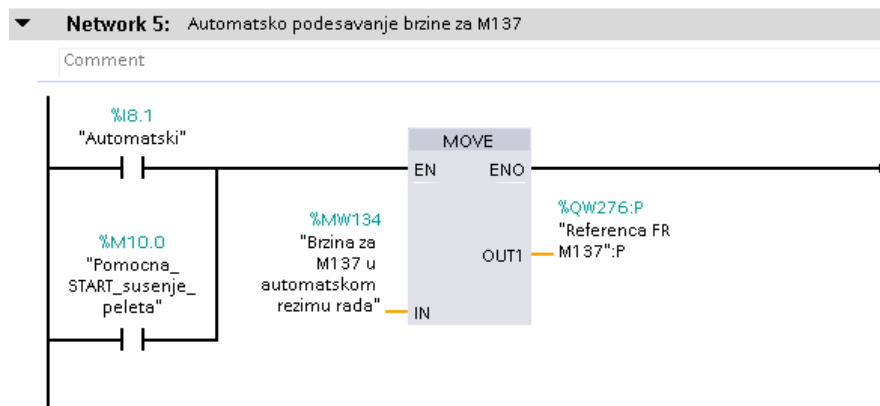 Network 5: Automatsko podesavanje brzine za M137
Comment
%I8.1
"Automatski"
MOVE
EN ENO
%MW134
"Brzina za
M137 u
automatskom
rezimu rada"
IN
%QW276:P
"Referenca FR
M137":P
OUT1
%M10.0
"Pomocna_
START_susenje_
peleta"